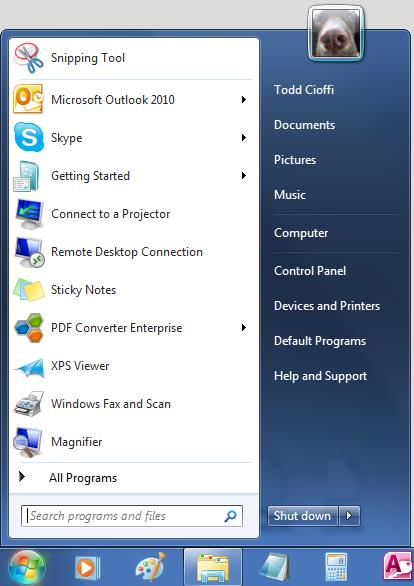 Snipping Tool
Microsoft Outlook 2010
Skype
Getting Started
Connect to a Projector
Remote Desktop Connection
Sticky Notes
PDF Converter Enterprise
XPS Viewer
Windows Fax and Scan
Magnifier
All Programs
Search programs and files
Todd Cioffi
Documents
Pictures
Music
Computer
Control Panel
Devices and Printers
Default Programs
Help and Support
Shut down